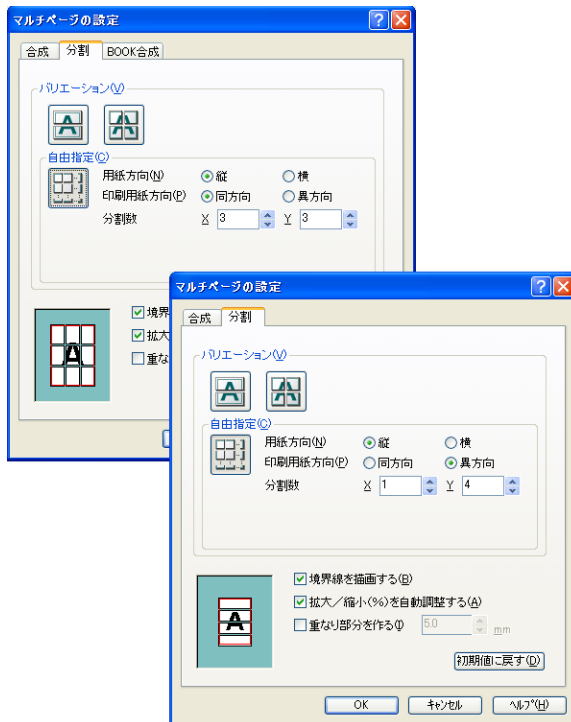 マルチページの設定
合成 分割 BOOK合成
バリエーション(V)
A A
自由指定(C)
用紙方向(N) 縦 横
印刷用紙方向(P) 同方向 異方向
分割数 X 3 Y 3
A
境界
拡大
重な
マルチページの設定
合成 分割
バリエーション(V)
A A
自由指定(C)
用紙方向(N) 縦 横
印刷用紙方向(P) 同方向 異方向
分割数 X 1 Y 4
A
境界線を描画する(B)
拡大／縮小(%)を自動調整する(A)
重なり部分を作る(I) 5.0 mm
初期値に戻す(D)
OK キャンセル ヘルプ(H)